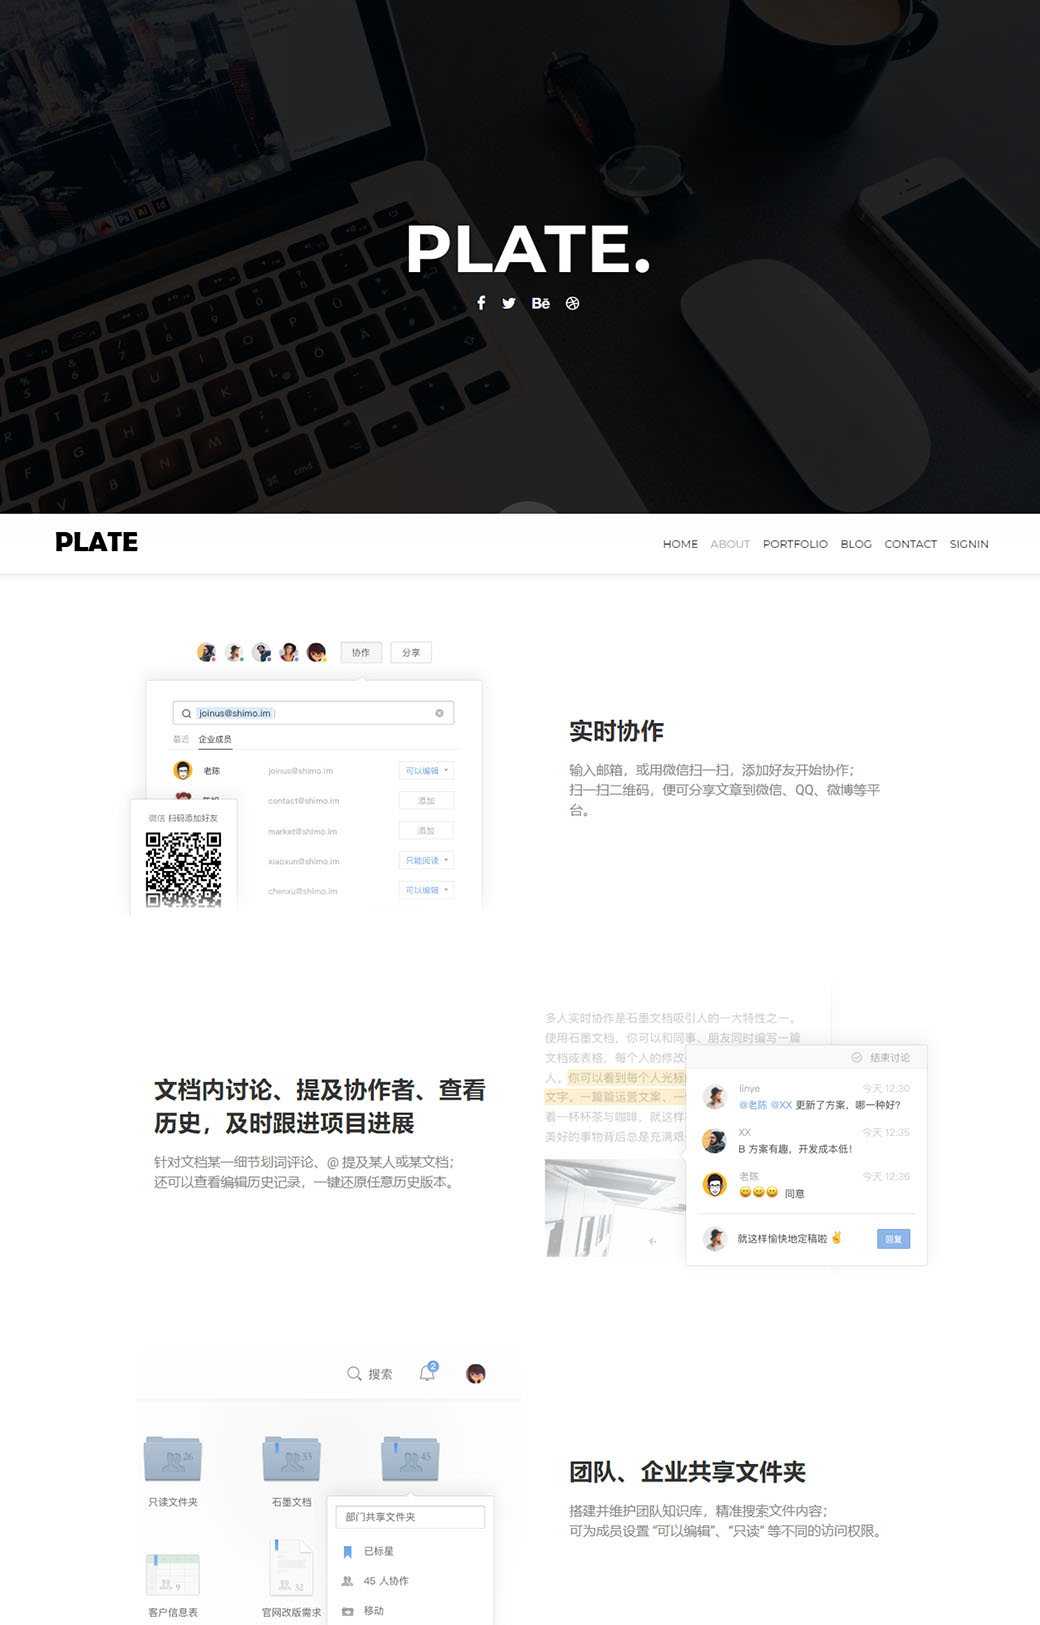 PLATE.
PLATE
HOME ABOUT PORTFOLIO BLOG CONTACT SIGNIN
协作 分享
joinus@shimo.im
最近 企业成员
老陈 joinus@shimo.im 可以编辑
contact@shimo.im 添加
market@shimo.im 添加
xiaoxun@shimo.im 只能阅读
chenxu@shimo.im 可以编辑
微信 扫码添加好友
实时协作
输入邮箱，或用微信扫一扫，添加好友开始协作；
扫一扫二维码，便可分享文章到微信、QQ、微博等平
台。
文档内讨论、提及协作者、查看
历史，及时跟进项目进展
针对文档某一细节划词评论、@ 提及某人或某文档；
还可以查看编辑历史记录，一键还原任意历史版本。
多人实时协作是石墨文档吸引人的一大特性之一。
使用石墨文档，你可以和同事、朋友同时编写一篇
文档或表格，每个人的修改
人。你可以看到每个人光标
文字。一篇篇运营文案、一
着一杯杯茶与咖啡，就这样
美好的事物背后总是充满艰
结束讨论
linye 今天 12:30
@老陈 @XX 更新了方案，哪一种好？
XX 今天 12:35
B 方案有趣，开发成本低！
老陈 今天 12:36
同意
就这样愉快地定稿啦
回复
搜索 2
26 33 45
只读文件夹 石墨文档
部门共享文件夹
已标星
45 人协作
移动
9 32
客户信息表 官网改版需求
团队、企业共享文件夹
搭建并维护团队知识库，精准搜索文件内容；
可为成员设置 “可以编辑”、“只读” 等不同的访问权限。